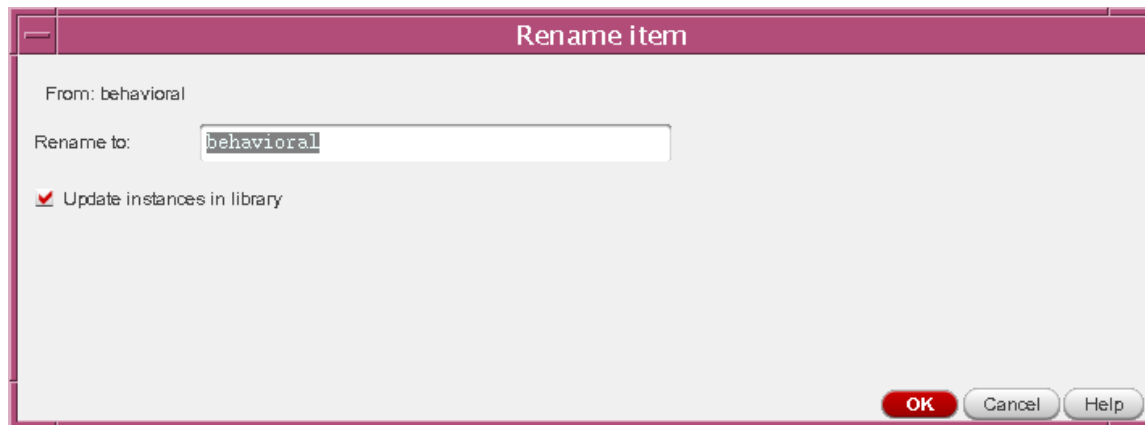 Rename item
From: behavioral
Rename to: behavioral
Update instances in library
OK Cancel Help